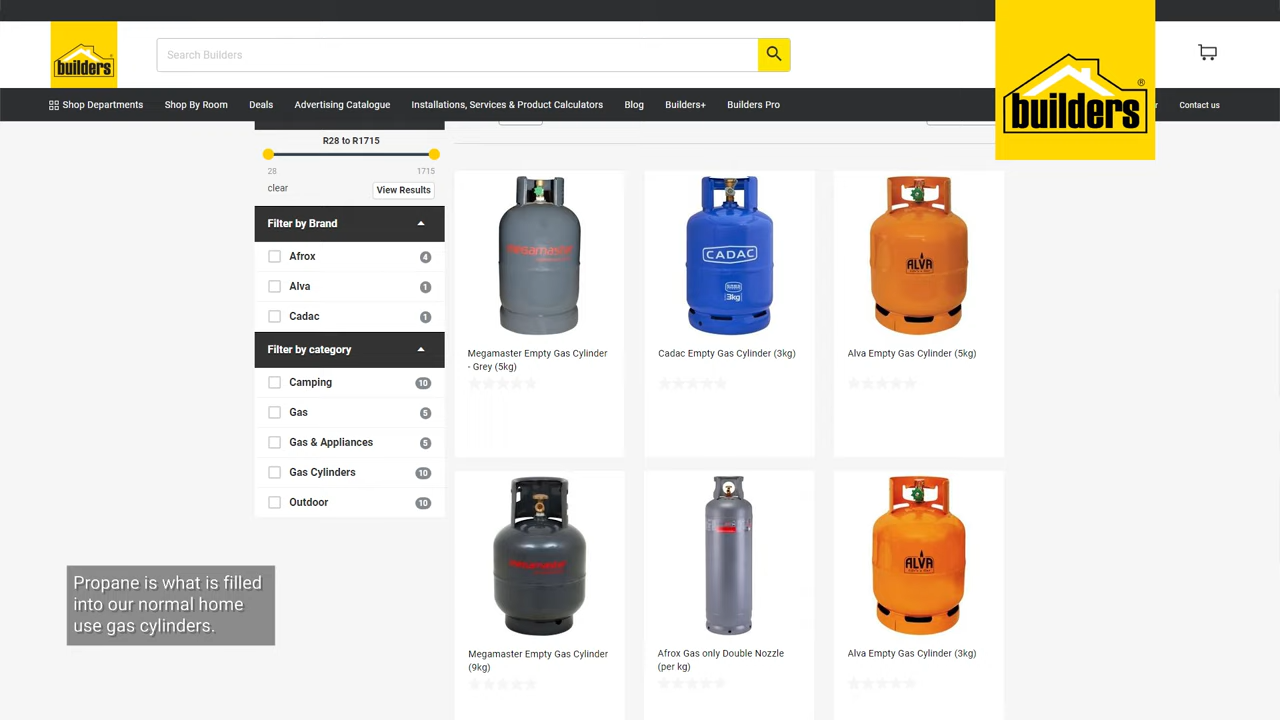 builders
Search Builders
builders
Shop Departments
Shop By Room
Deals
Advertising Catalogue
Installations, Services & Product Calculators
Blog
Builders+
Builders Pro
Contact us
R28 to R1715
28
1715
clear
View Results
Filter by Brand
Afrox
4
Alva
1
Cadac
1
Filter by category
Camping
10
Gas
5
Gas & Appliances
5
Gas Cylinders
10
Outdoor
10
Megamaster
CADAC
3kg
ALVA
Megamaster Empty Gas Cylinder
- Grey (5kg)
Cadac Empty Gas Cylinder (3kg)
Alva Empty Gas Cylinder (5kg)
ALVA
Megamaster Empty Gas Cylinder
(9kg)
Afrox Gas only Double Nozzle
(per kg)
Alva Empty Gas Cylinder (3kg)
Propane is what is filled
into our normal home
use gas cylinders.